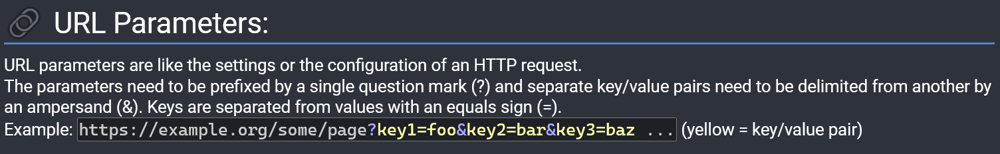 URL Parameters:
URL parameters are like the settings or the configuration of an HTTP request.
The parameters need to be prefixed by a single question mark (?) and separate key/value pairs need to be delimited from another by
an ampersand (&). Keys are separated from values with an equals sign (=).
Example: https://example.org/some/page?key1=foo&key2=bar&key3=baz ... (yellow = key/value pair)